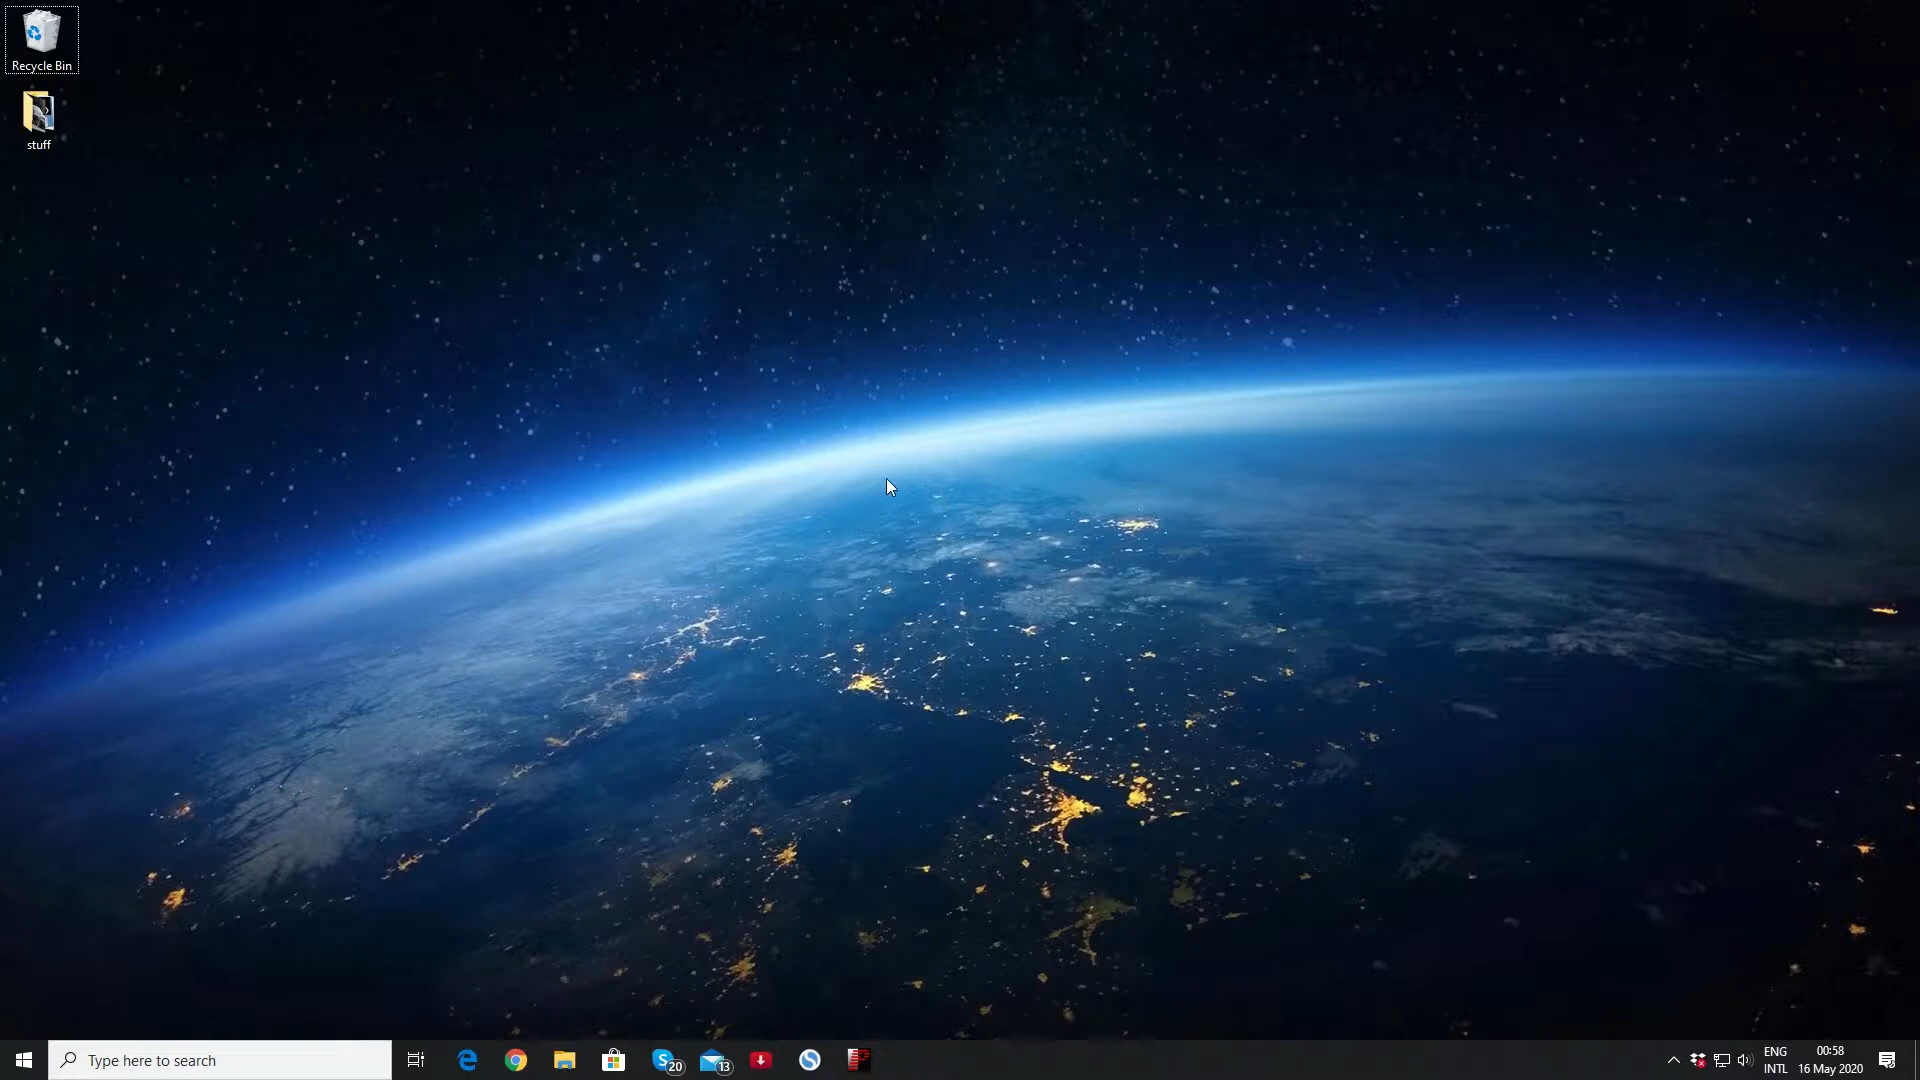 Recycle Bin
stuff
Type here to search
20
13
ENG
INTL
00:58
16 May 2020